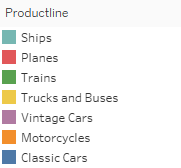 Productline
Ships
Planes
Trains
Trucks and Buses
Vintage Cars
Motorcycles
Classic Cars